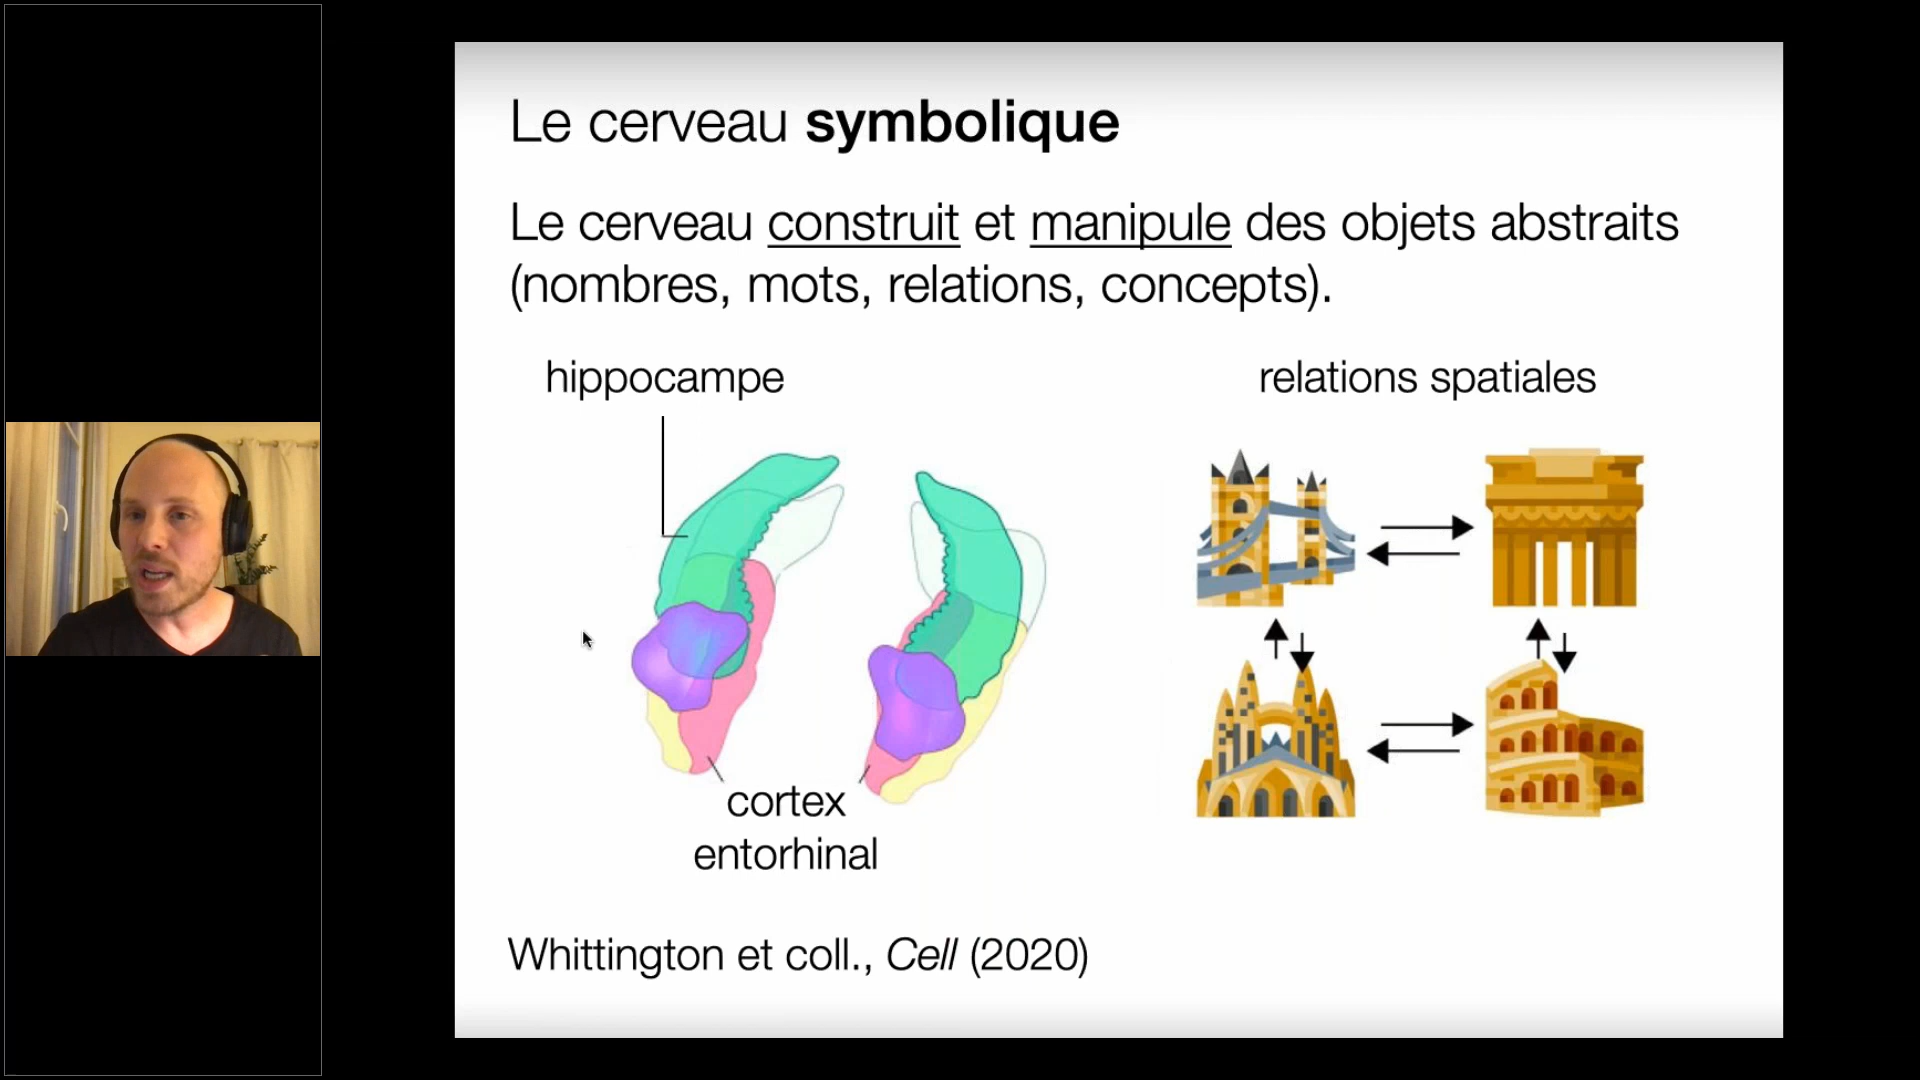 Le cerveau symbolique
Le cerveau construit et manipule des objets abstraits
(nombres, mots, relations, concepts).
hippocampe
relations spatiales
cortex
entorhinal
Whittington et coll., Cell (2020)